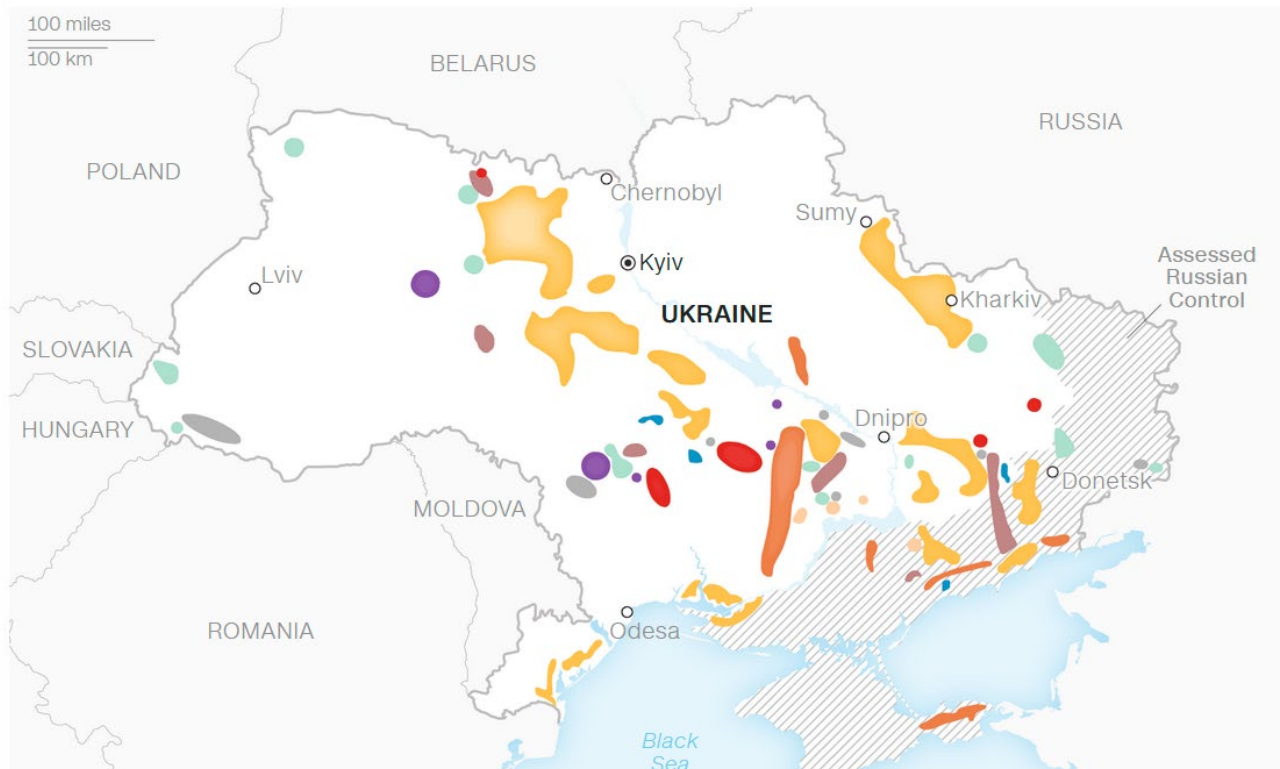 100 miles
100 km
BELARUS
RUSSIA
POLAND
Chernobyl
Sumy
Assessed
Russian
Control
Lviv
Kyiv
Kharkiv
UKRAINE
SLOVAKIA
HUNGARY
Dnipro
Donetsk
MOLDOVA
ROMANIA
Odesa
Black
Sea